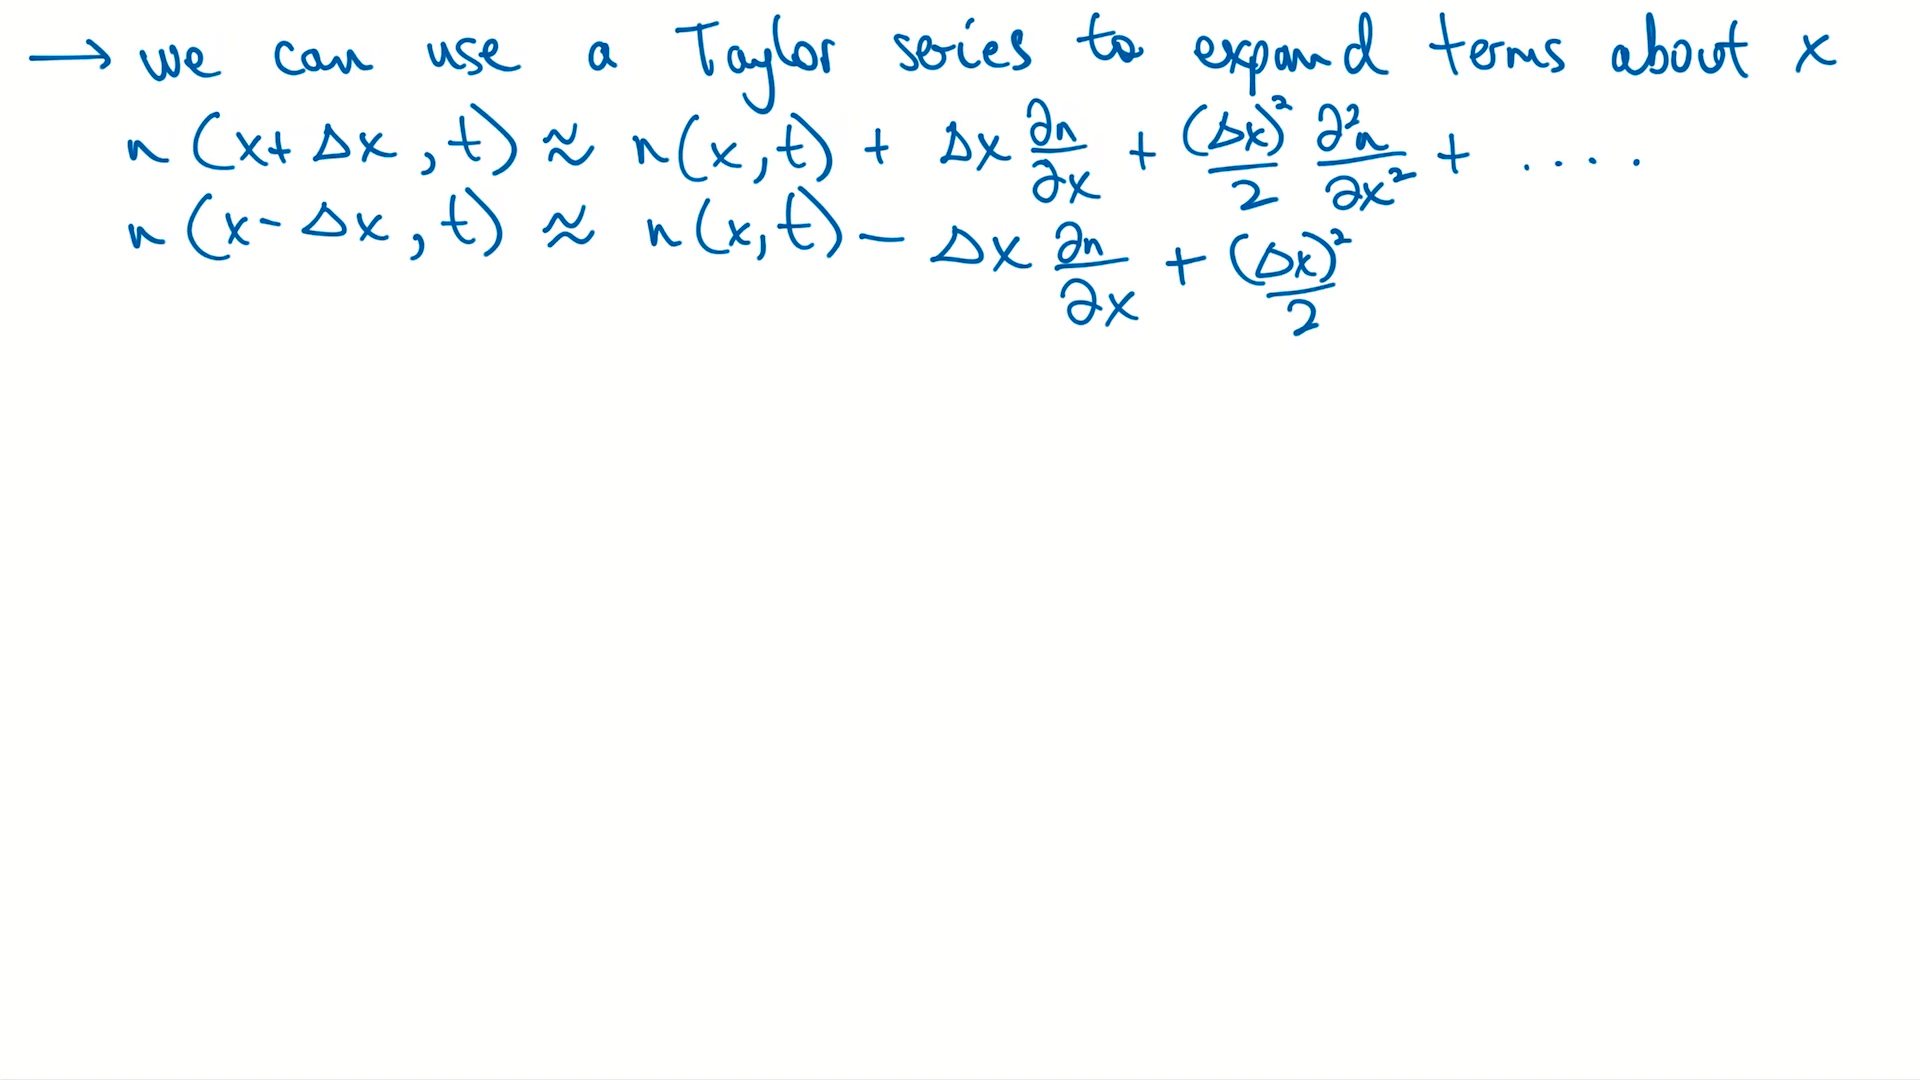 → we can use a Taylor series to expand terms about x
n(x+Δx,t) ≈ n(x,t) + Δx ∂n/∂x + (Δx)²/2 ∂²n/∂x² + .....
n(x-Δx,t) ≈ n(x,t) - Δx ∂n/∂x + (Δx)²/2